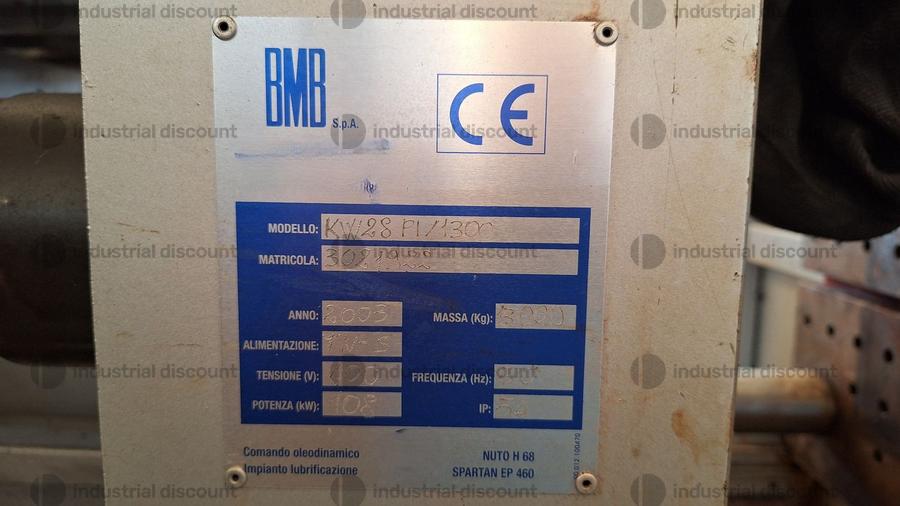 BMB S.p.A.
CE
MODELLO: KW28 PI/1300
MATRICOLA:
ANNO: 2003
MASSA (Kg):
ALIMENTAZIONE:
TENSIONE (V):
FREQUENZA (Hz):
POTENZA (kW): 108
IP:
Comando oleodinamico NUTO H 68
Impianto lubrificazione SPARTAN EP 460
industrial discount